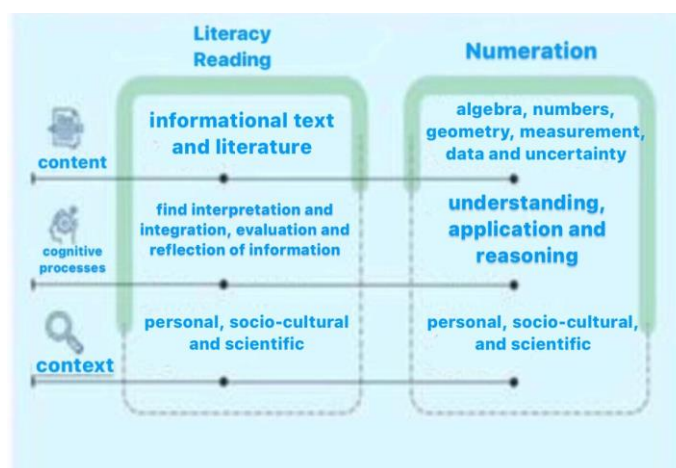 Literacy
Reading
Numeration
content
informational text
and literature
algebra, numbers,
geometry, measurement,
data and uncertainty
cognitive
processes
find interpretation and
integration, evaluation and
reflection of information
understanding,
application and
reasoning
context
personal, socio-cultural
and scientific
personal, socio-cultural,
and scientific